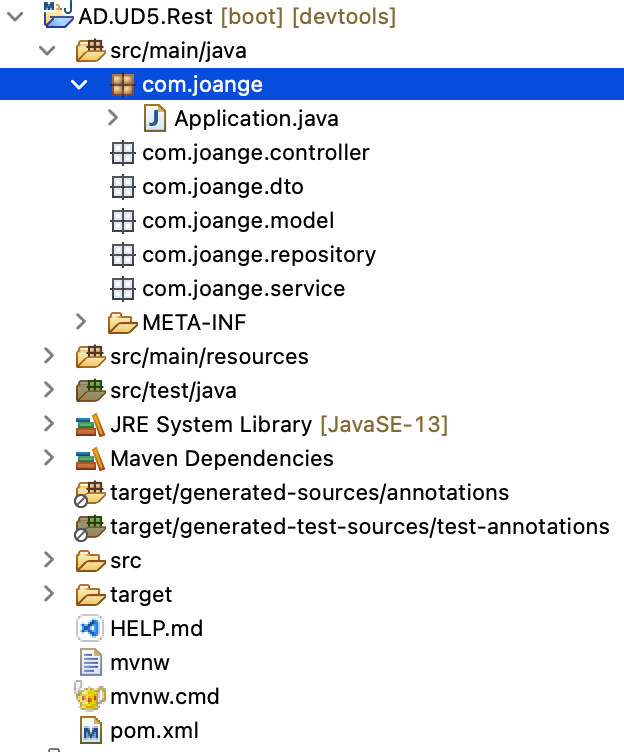 AD.UD5.Rest [boot] [devtools]
src/main/java
com.joange
Application.java
com.joange.controller
com.joange.dto
com.joange.model
com.joange.repository
com.joange.service
META-INF
src/main/resources
src/test/java
JRE System Library [JavaSE-13]
Maven Dependencies
target/generated-sources/annotations
target/generated-test-sources/test-annotations
src
target
HELP.md
mvnw
mvnw.cmd
pom.xml